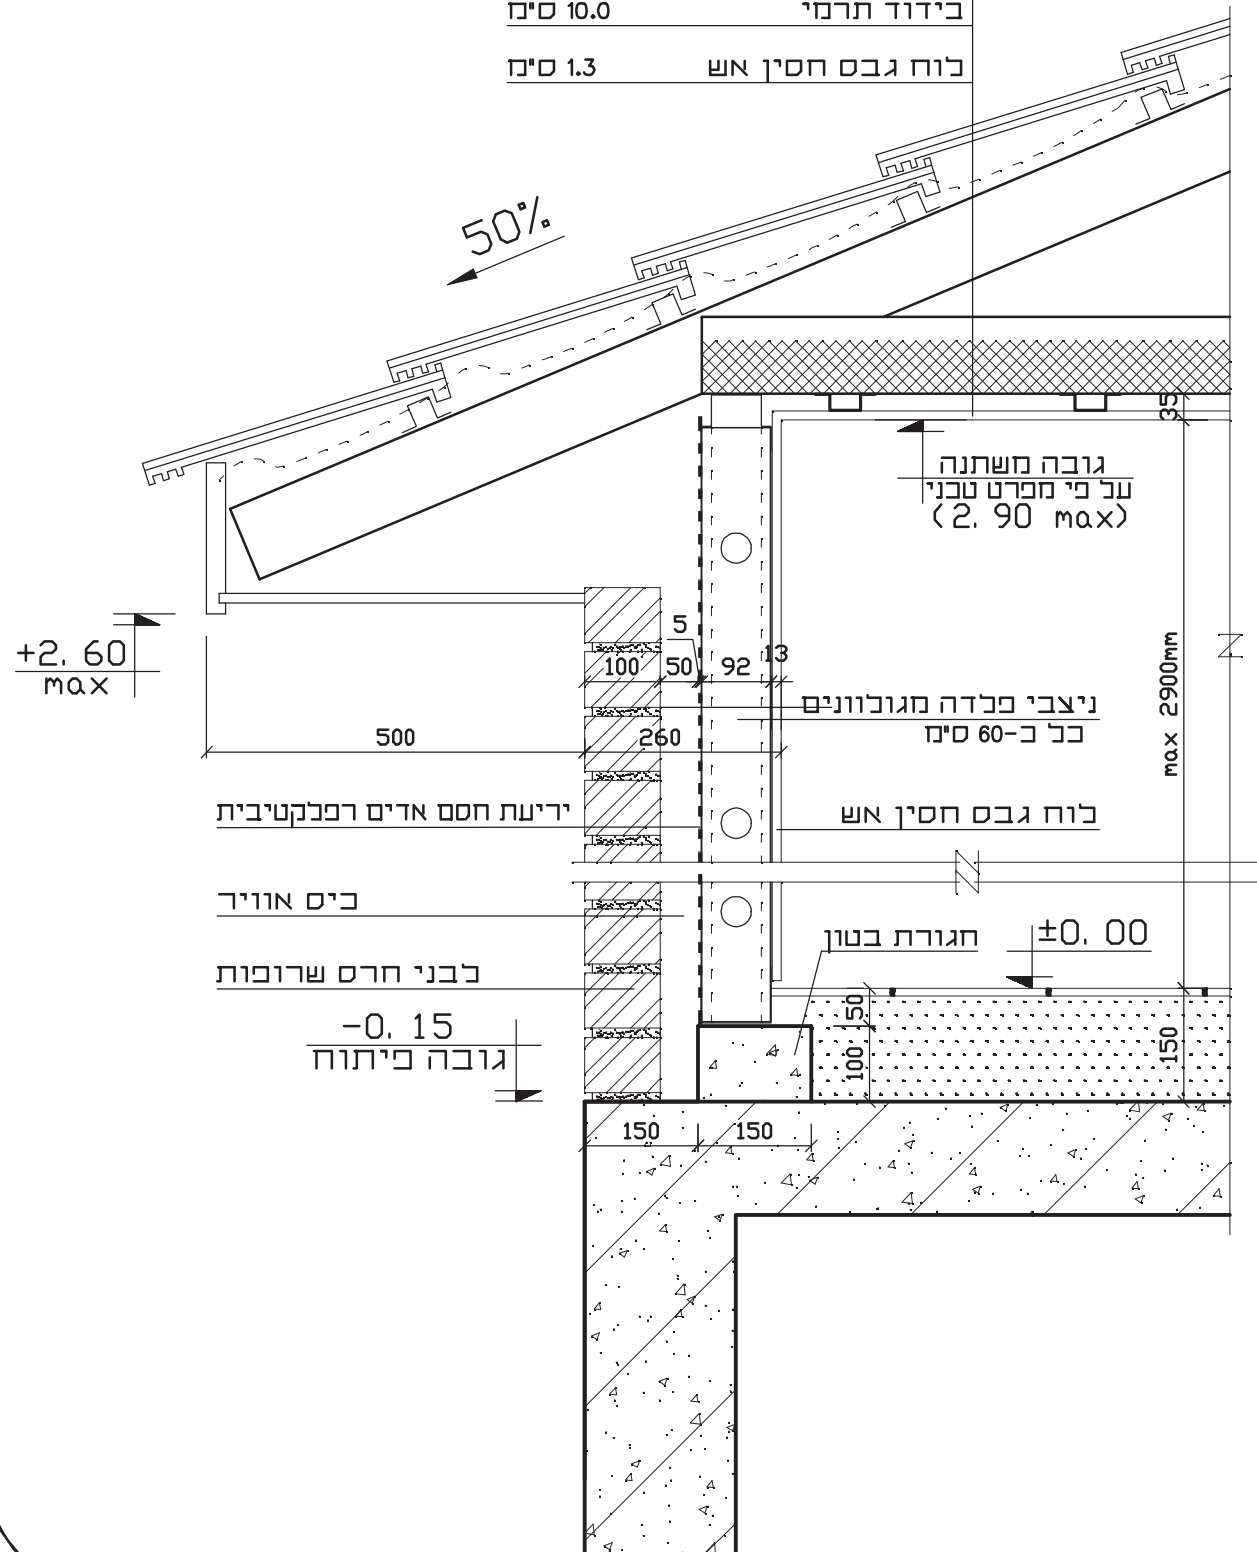 בידוד תרמי 10.0 ס"מ
לוח גבס חסין אש 1.3 ס"מ
50%
35
גובה משתנה
על פי מפרט טכני
(2.90 max)
+2.60
max
5
100 50 92 13
500 260
max 2900mm
ניצבי פלדה מגולוונים
כל כ-60 ס"מ
יריעת חסם אדים רפלקטיבית
לוח גבס חסין אש
כיס אוויר
חגורת בטון
±0.00
לבני חרס שרופות
-0.15
גובה פיתוח
50
100
150
150 150